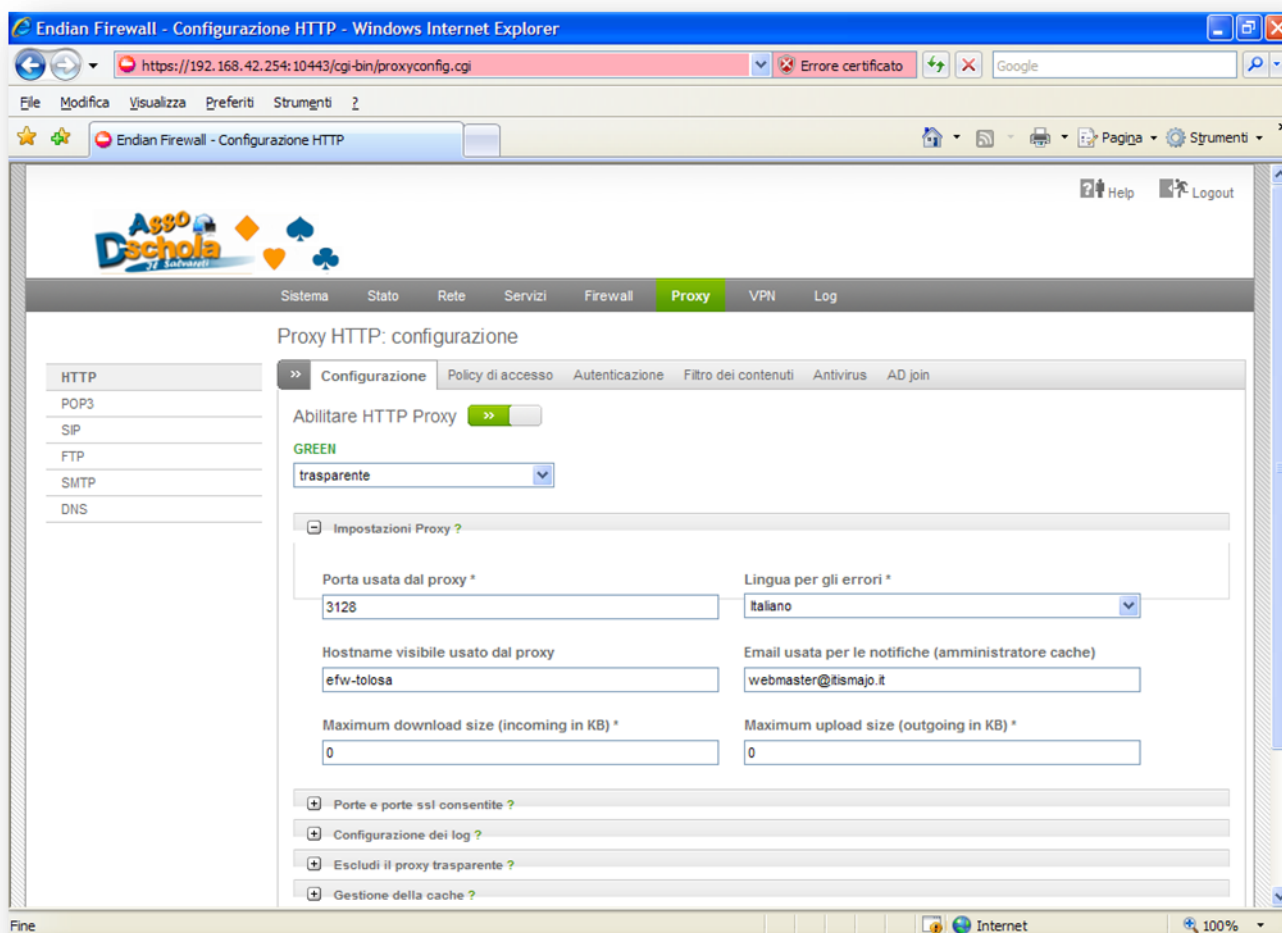 Endian Firewall - Configurazione HTTP - Windows Internet Explorer
https://192.168.42.254:10443/cgi-bin/proxyconfig.cgi
Errore certificato
Google
File Modifica Visualizza Preferiti Strumenti ?
Endian Firewall - Configurazione HTTP
Pagina
Strumenti
Help
Logout
Asso
Dschola
Sistema Stato Rete Servizi Firewall Proxy VPN Log
Proxy HTTP: configurazione
HTTP
POP3
SIP
FTP
SMTP
DNS
» Configurazione Policy di accesso Autenticazione Filtro dei contenuti Antivirus AD join
Abilitare HTTP Proxy »
GREEN
trasparente
Impostazioni Proxy ?
Porta usata dal proxy * Lingua per gli errori *
3128 Italiano
Hostname visibile usato dal proxy Email usata per le notifiche (amministratore cache)
efw-tolosa webmaster@itismajo.it
Maximum download size (incoming in KB) * Maximum upload size (outgoing in KB) *
0 0
Porte e porte ssl consentite ?
Configurazione dei log ?
Escludi il proxy trasparente ?
Gestione della cache ?
Fine Internet 100%